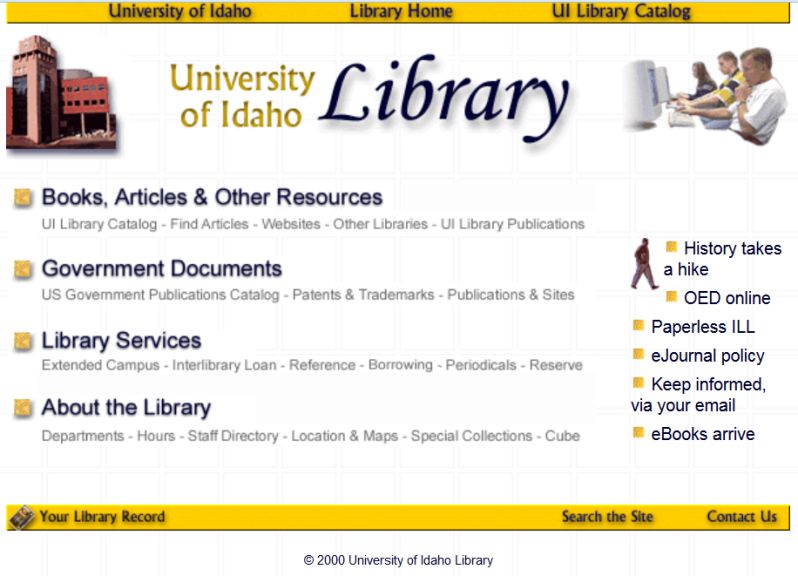 University of Idaho Library Home UI Library Catalog
University
of Idaho Library
Books, Articles & Other Resources
UI Library Catalog - Find Articles - Websites - Other Libraries - UI Library Publications
Government Documents
US Government Publications Catalog - Patents & Trademarks - Publications & Sites
Library Services
Extended Campus - Interlibrary Loan - Reference - Borrowing - Periodicals - Reserve
About the Library
Departments - Hours - Staff Directory - Location & Maps - Special Collections - Cube
History takes
a hike
OED online
Paperless ILL
eJournal policy
Keep informed,
via your email
eBooks arrive
Your Library Record Search the Site Contact Us
© 2000 University of Idaho Library